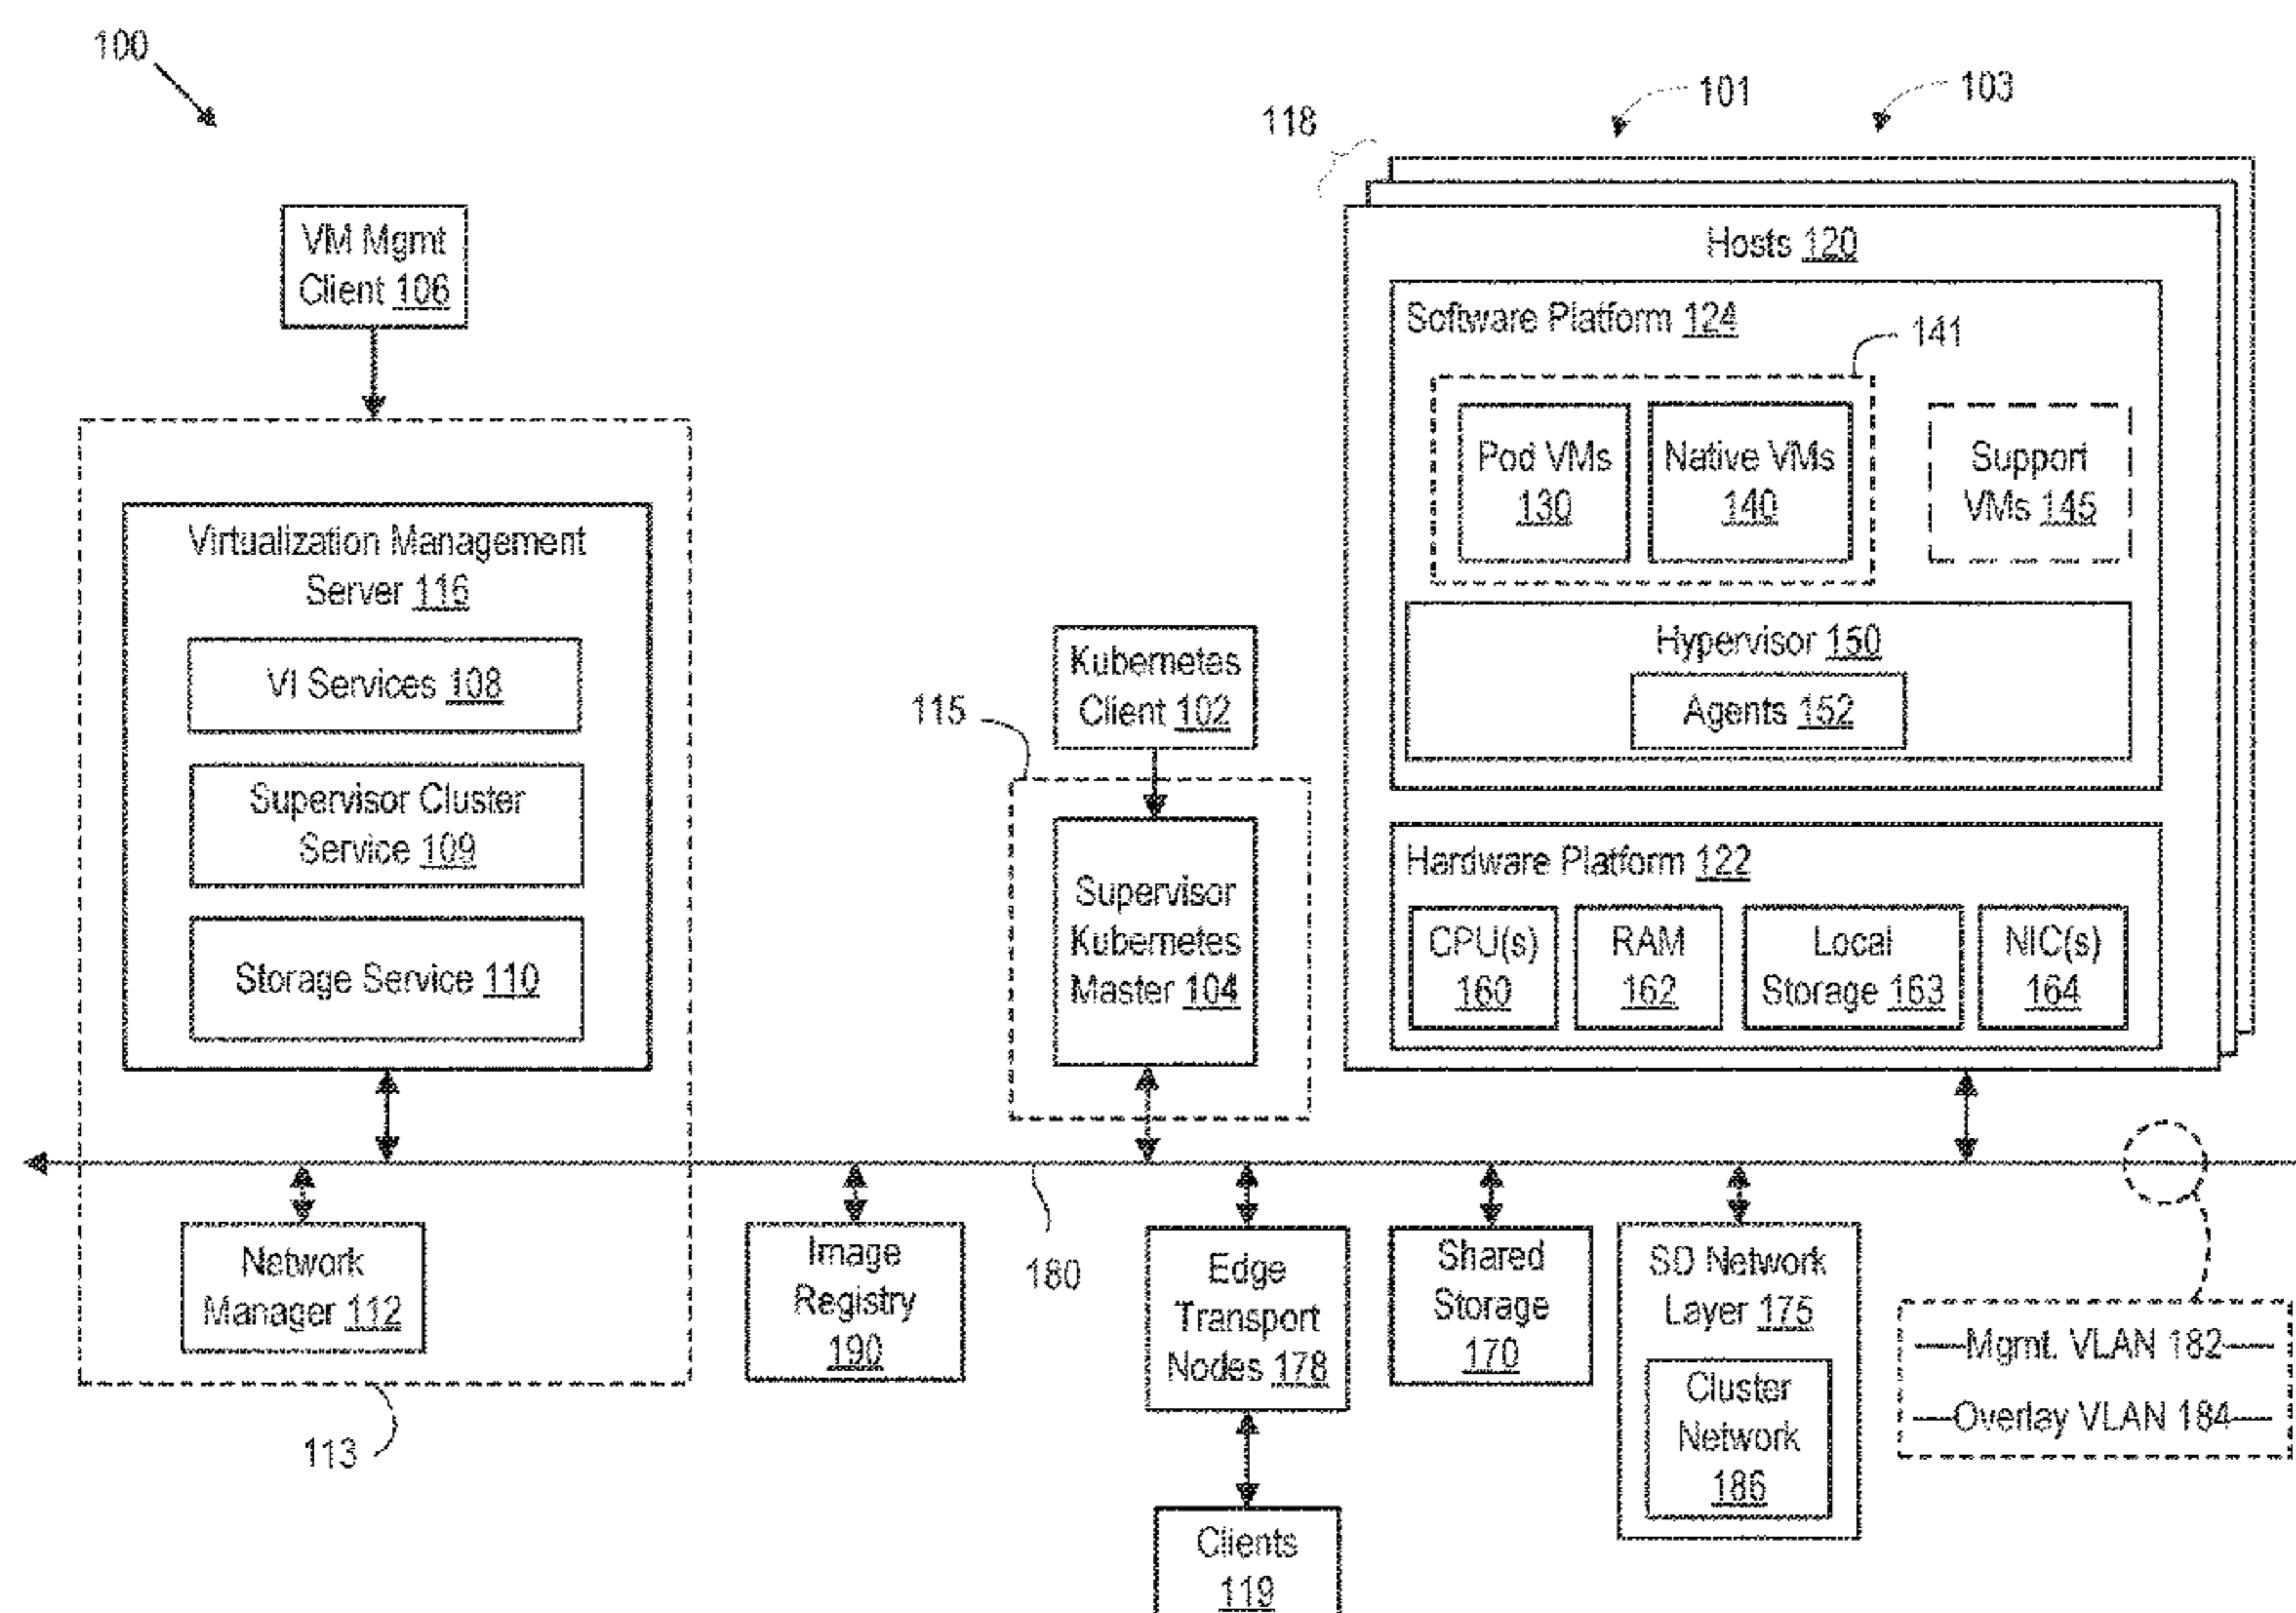 100
101
103
118
VM Mgmt
Client 106
Hosts 120
Software Platform 124
141
Pod VMs
130
Native VMs
140
Support
VMs 145
Hypervisor 150
Agents 152
Hardware Platform 122
CPU(s)
160
RAM
162
Local
Storage 163
NIC(s)
164
Virtualization Management
Server 116
VI Services 108
Supervisor Cluster
Service 109
Storage Service 110
Kubernetes
Client 102
115
Supervisor
Kubernetes
Master 104
Network
Manager 112
113
Image
Registry
190
180
Edge
Transport
Nodes 178
Clients
119
Shared
Storage
170
SD Network
Layer 175
Cluster
Network
186
Mgmt. VLAN 182
Overlay VLAN 184